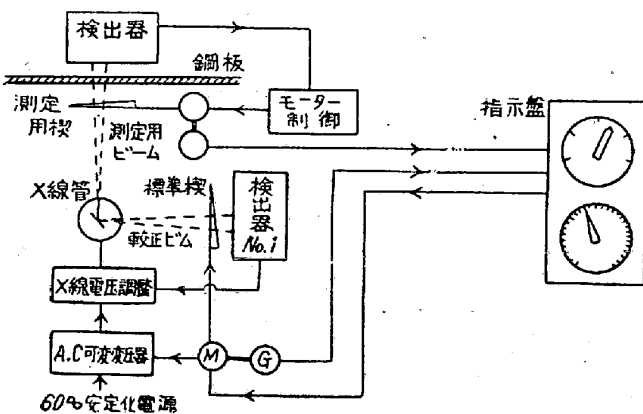 検出器
鋼板
測定
用楔
測定用
ビーム
モーター
制御
指示盤
X線管
標準楔
検
出
器
No.1
較正ビム
X線電圧調整
A.C可変変圧器
M
G
60%安定化電源